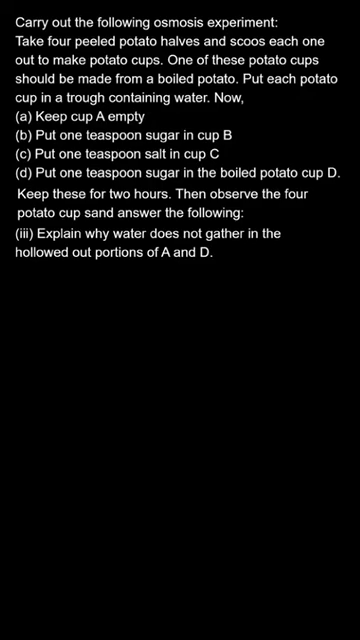 Carry out the following osmosis experiment:
Take four peeled potato halves and scoos each one
out to make potato cups. One of these potato cups
should be made from a boiled potato. Put each potato
cup in a trough containing water. Now,
(a) Keep cup A empty
(b) Put one teaspoon sugar in cup B
(c) Put one teaspoon salt in cup C
(d) Put one teaspoon sugar in the boiled potato cup D.
Keep these for two hours. Then observe the four
potato cup sand answer the following:
(iii) Explain why water does not gather in the
hollowed out portions of A and D.